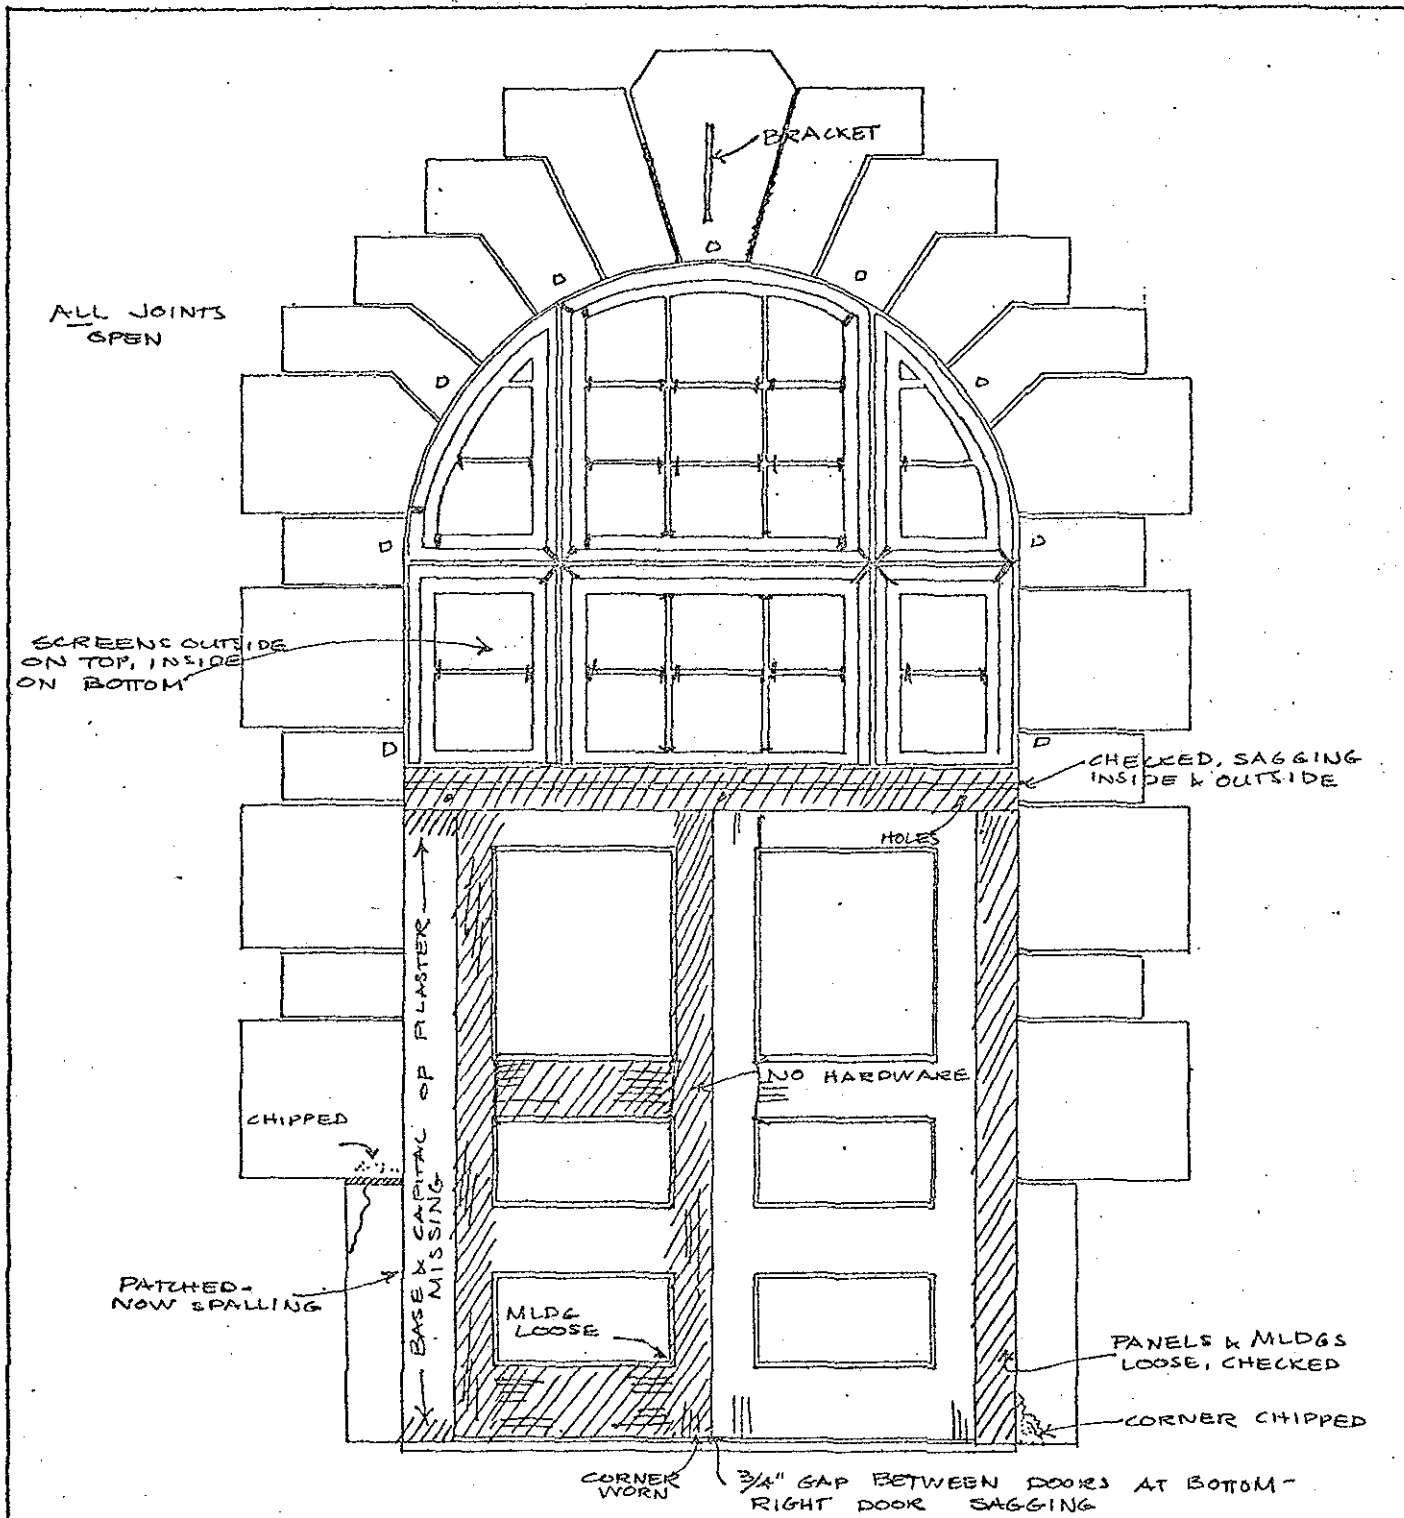 BRACKET
ALL JOINTS
OPEN
SCREENS OUTSIDE
ON TOP, INSIDE
ON BOTTOM
CHECKED, SAGGING
INSIDE & OUTSIDE
HOLES
BASE & CAPITAL OF PILASTER
MISSING
NO HARDWARE
CHIPPED
PATCHED-
NOW SPALLING
MLDG
LOOSE
PANELS & MLDGS
LOOSE, CHECKED
CORNER CHIPPED
CORNER
WORN
3/4" GAP BETWEEN DOORS AT BOTTOM-
RIGHT DOOR SAGGING